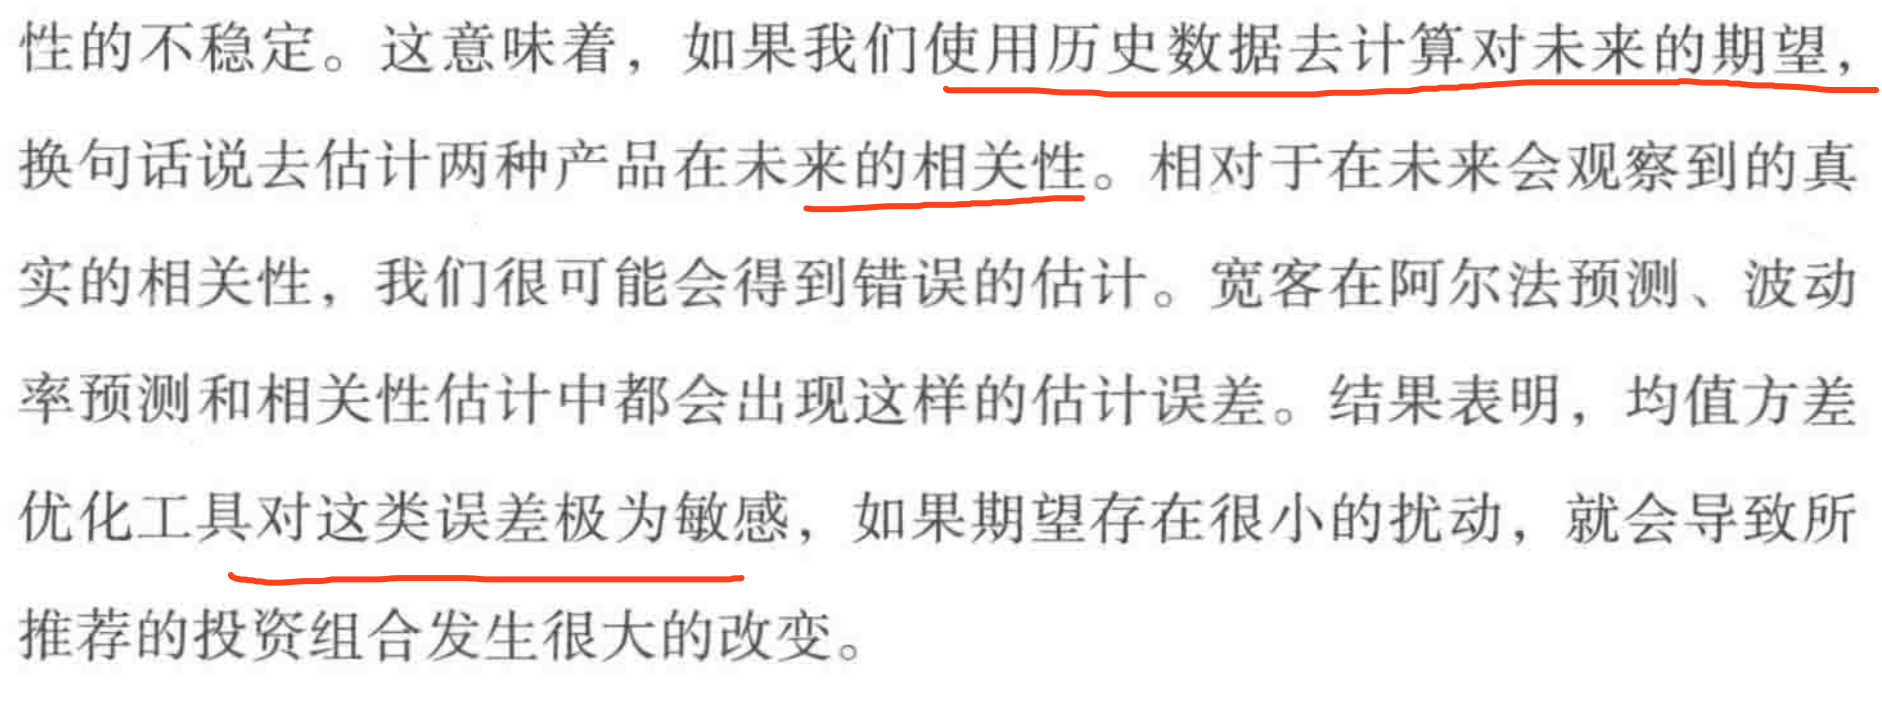 性的不稳定。这意味着，如果我们使用历史数据去计算对未来的期望，
换句话说去估计两种产品在未来的相关性。相对于在未来会观察到的真
实的相关性，我们很可能会得到错误的估计。宽客在阿尔法预测、波动
率预测和相关性估计中都会出现这样的估计误差。结果表明，均值方差
优化工具对这类误差极为敏感，如果期望存在很小的扰动，就会导致所
推荐的投资组合发生很大的改变。